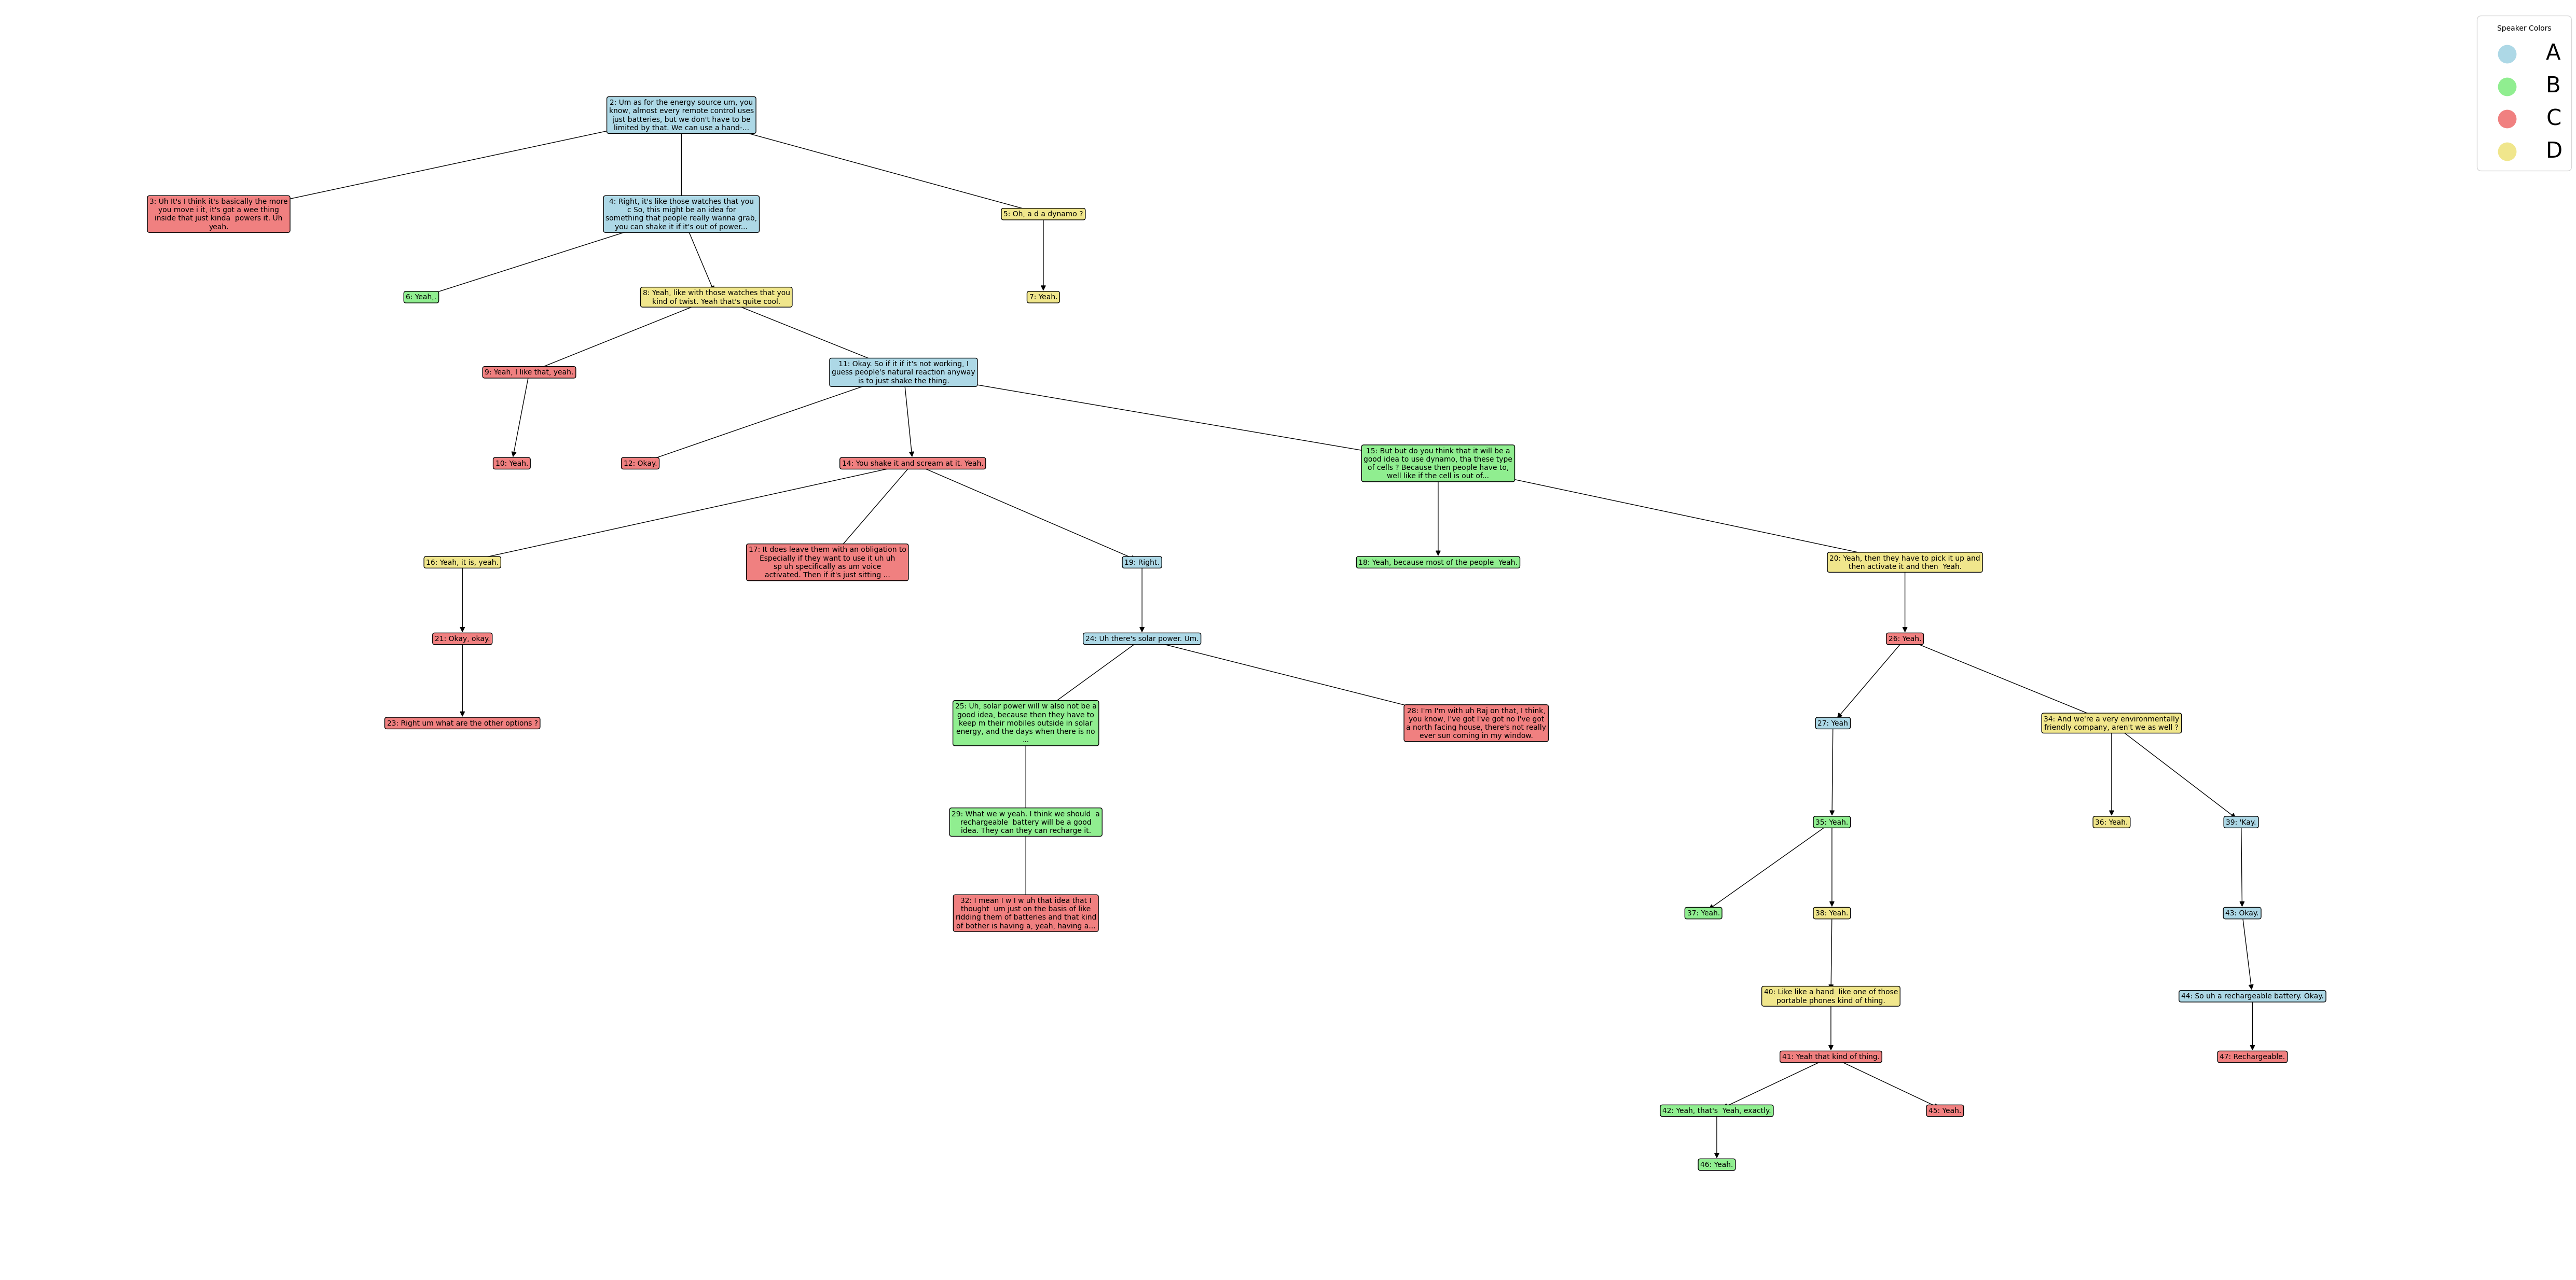 Speaker Colors
A
B
C
D
2: Um as for the energy source um, you
know, almost every remote control uses
just batteries, but we don't have to be
limited by that. We can use a hand-...
3: Uh It's I think it's basically the more
you move i it, it's got a wee thing
inside that just kinda  powers it. Uh
yeah.
4: Right, it's like those watches that you
c So, this might be an idea for
something that people really wanna grab,
you can shake it if it's out of power...
5: Oh, a d a dynamo ?
6: Yeah,.
8: Yeah, like with those watches that you
kind of twist. Yeah that's quite cool.
7: Yeah.
9: Yeah, I like that, yeah.
11: Okay. So if it if it's not working, I
guess people's natural reaction anyway
is to just shake the thing.
10: Yeah.
12: Okay.
14: You shake it and scream at it. Yeah.
15: But but do you think that it will be a
good idea to use dynamo, tha these type
of cells ? Because then people have to,
well like if the cell is out of...
16: Yeah, it is, yeah.
17: It does leave them with an obligation to
Especially if they want to use it uh uh
sp uh specifically as um voice
activated. Then if it's just sitting ...
19: Right.
18: Yeah, because most of the people  Yeah.
20: Yeah, then they have to pick it up and
then activate it and then  Yeah.
21: Okay, okay.
24: Uh there's solar power. Um.
26: Yeah.
23: Right um what are the other options ?
25: Uh, solar power will w also not be a
good idea, because then they have to
keep m their mobiles outside in solar
energy, and the days when there is no
...
28: I'm I'm with uh Raj on that, I think,
you know, I've got I've got no I've got
a north facing house, there's not really
ever sun coming in my window.
27: Yeah
34: And we're a very environmentally
friendly company, aren't we as well ?
29: What we w yeah. I think we should  a
rechargeable  battery will be a good
idea. They can they can recharge it.
35: Yeah.
36: Yeah.
39: 'Kay.
32: I mean I w I w uh that idea that I
thought  um just on the basis of like
ridding them of batteries and that kind
of bother is having a, yeah, having a...
37: Yeah.
38: Yeah.
43: Okay.
40: Like like a hand  like one of those
portable phones kind of thing.
44: So uh a rechargeable battery. Okay.
41: Yeah that kind of thing.
47: Rechargeable.
42: Yeah, that's  Yeah, exactly.
45: Yeah.
46: Yeah.